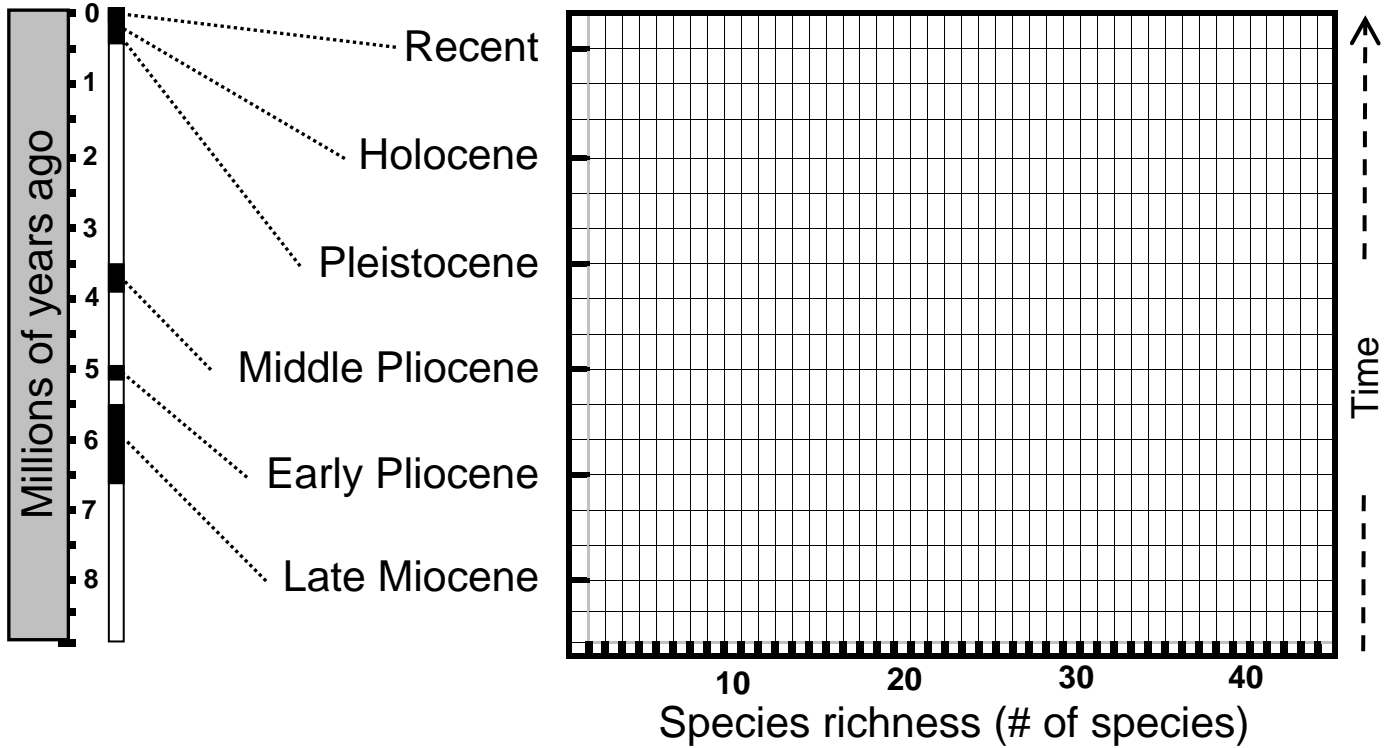 Millions of years ago
0
1
2
3
4
5
6
7
8
Recent
Holocene
Pleistocene
Middle Pliocene
Early Pliocene
Late Miocene
10
20
30
40
Species richness (# of species)
Time